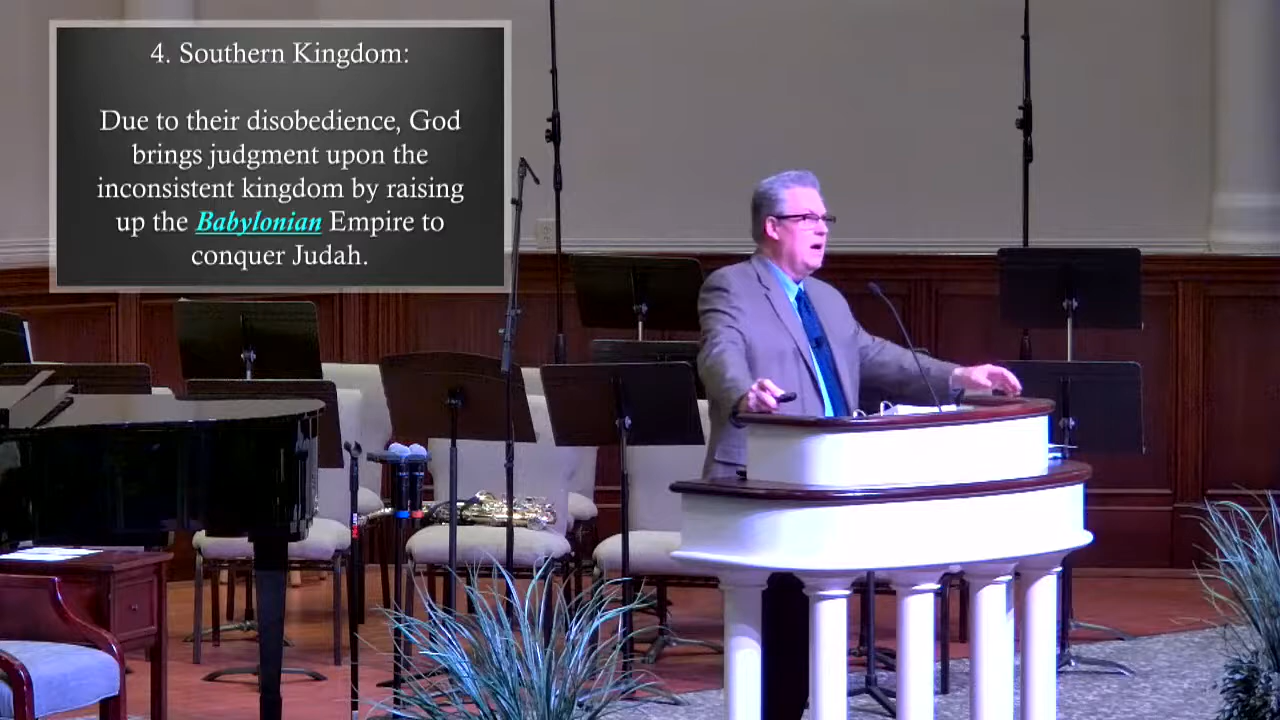 4. Southern Kingdom:
Due to their disobedience, God
brings judgment upon the
inconsistent kingdom by raising
up the Babylonian Empire to
conquer Judah.